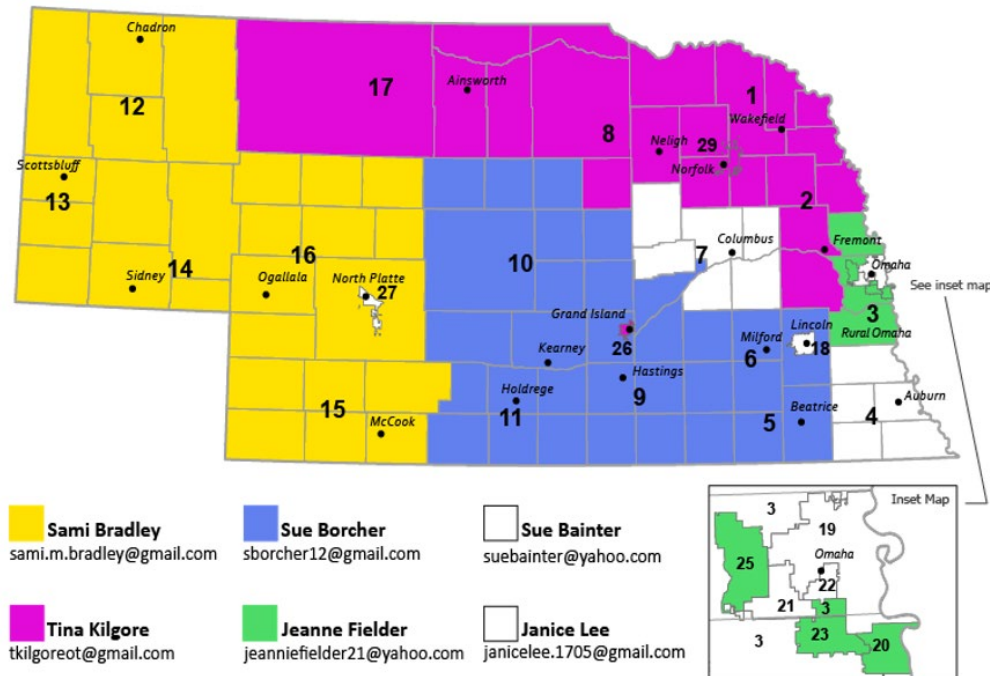 Chadron
12
17
Ainsworth
1
Wakefield
8
Neligh
29
Norfolk
Scottsbluff
13
2
14
16
10
7
Columbus
Fremont
Omaha
See inset map
Sidney
Ogallala
North Platte
27
3
Rural Omaha
Grand Island
26
Milford
6
Lincoln
18
Kearney
Hastings
9
15
Holdrege
11
McCook
5
Beatrice
4
Auburn
Sami Bradley
sami.m.bradley@gmail.com
Sue Borcher
sborcher12@gmail.com
Sue Bainter
suebainter@yahoo.com
Tina Kilgore
tkilgoreot@gmail.com
Jeanne Fielder
jeanniefielder21@yahoo.com
Janice Lee
janicelee.1705@gmail.com
Inset Map
3
19
Omaha
25
22
21
3
3
23
20